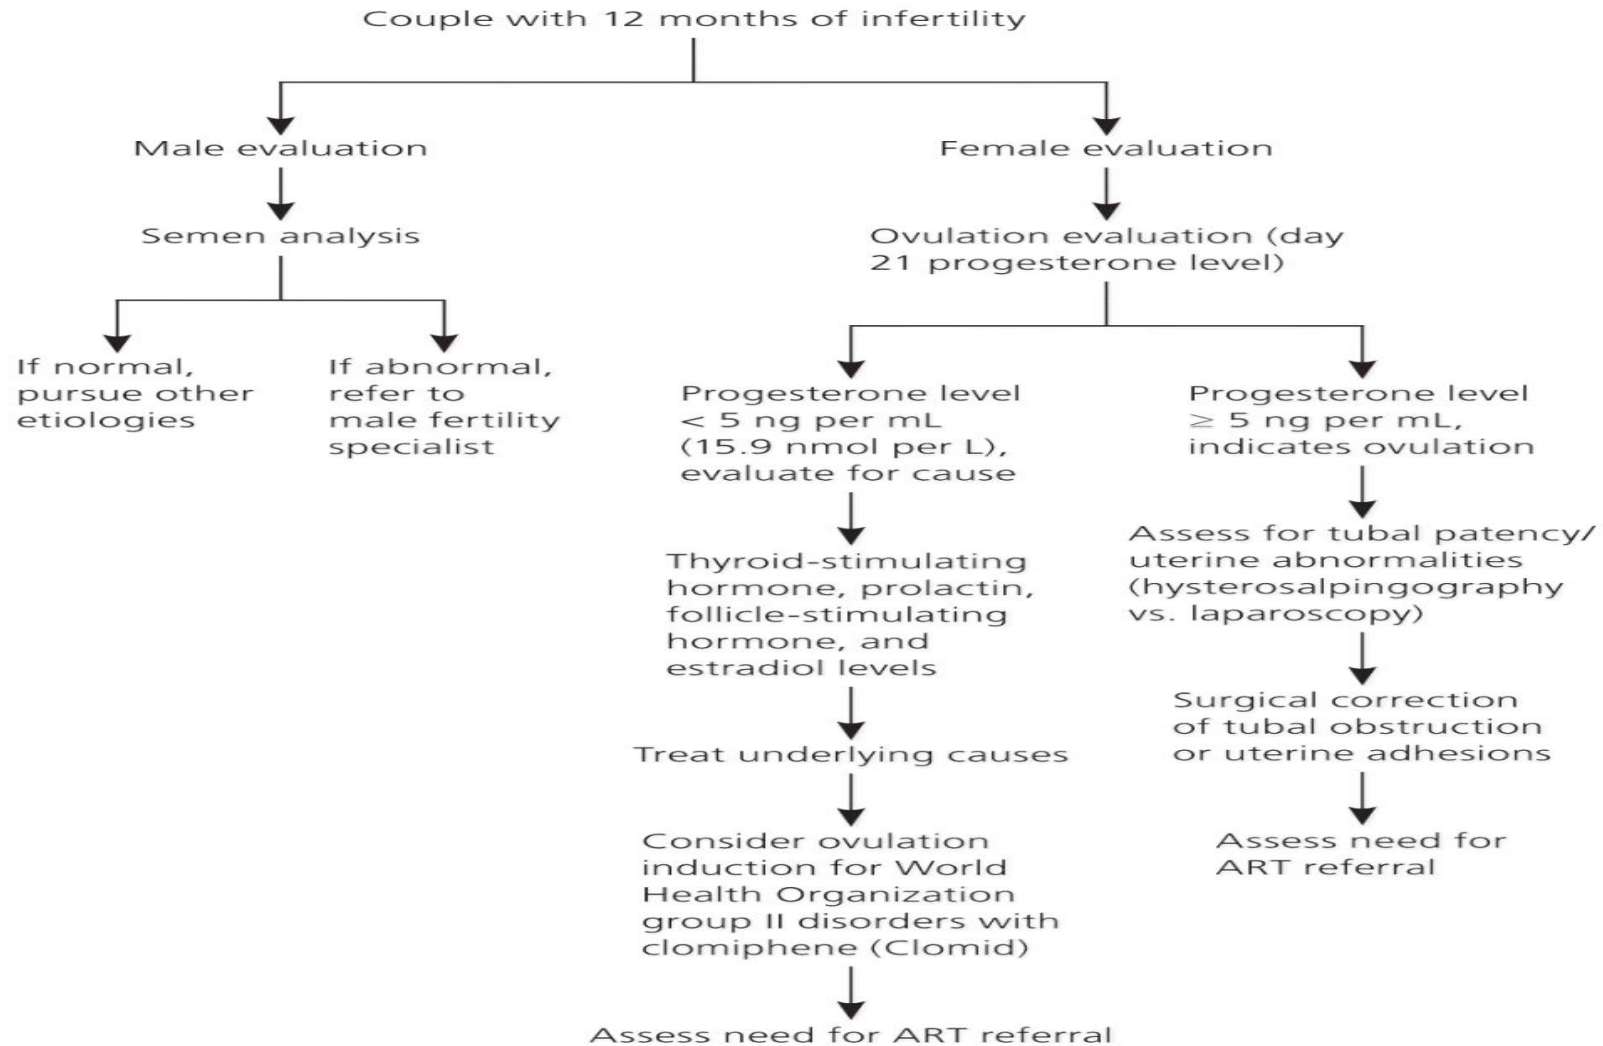 Couple with 12 months of infertility
Male evaluation
Semen analysis
If normal,
pursue other
etiologies
If abnormal,
refer to
male fertility
specialist
Female evaluation
Ovulation evaluation (day
21 progesterone level)
Progesterone level
< 5 ng per mL
(15.9 nmol per L),
evaluate for cause
Thyroid-stimulating
hormone, prolactin,
follicle-stimulating
hormone, and
estradiol levels
Treat underlying causes
Consider ovulation
induction for World
Health Organization
group II disorders with
clomiphene (Clomid)
Assess need for ART referral
Progesterone level
≥ 5 ng per mL,
indicates ovulation
Assess for tubal patency/
uterine abnormalities
(hysterosalpingography
vs. laparoscopy)
Surgical correction
of tubal obstruction
or uterine adhesions
Assess need for
ART referral